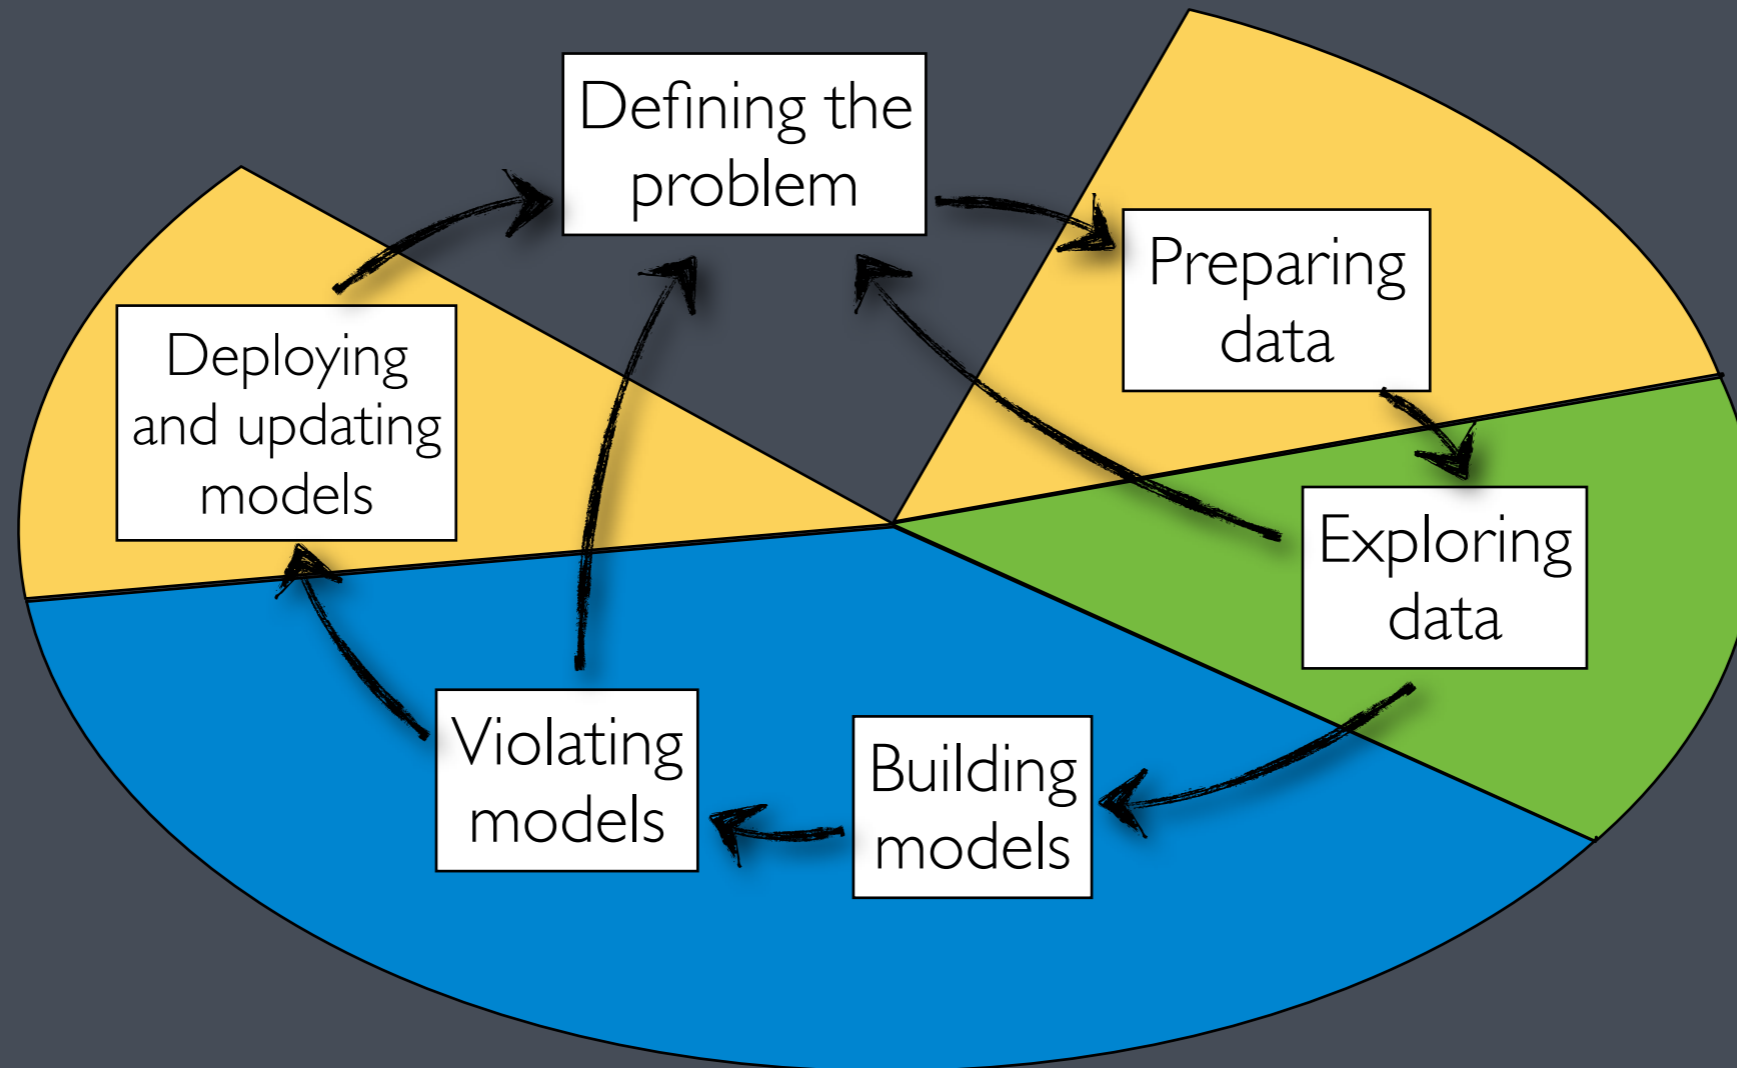 Defining the
problem
Preparing
data
Exploring
data
Building
models
Violating
models
Deploying
and updating
models